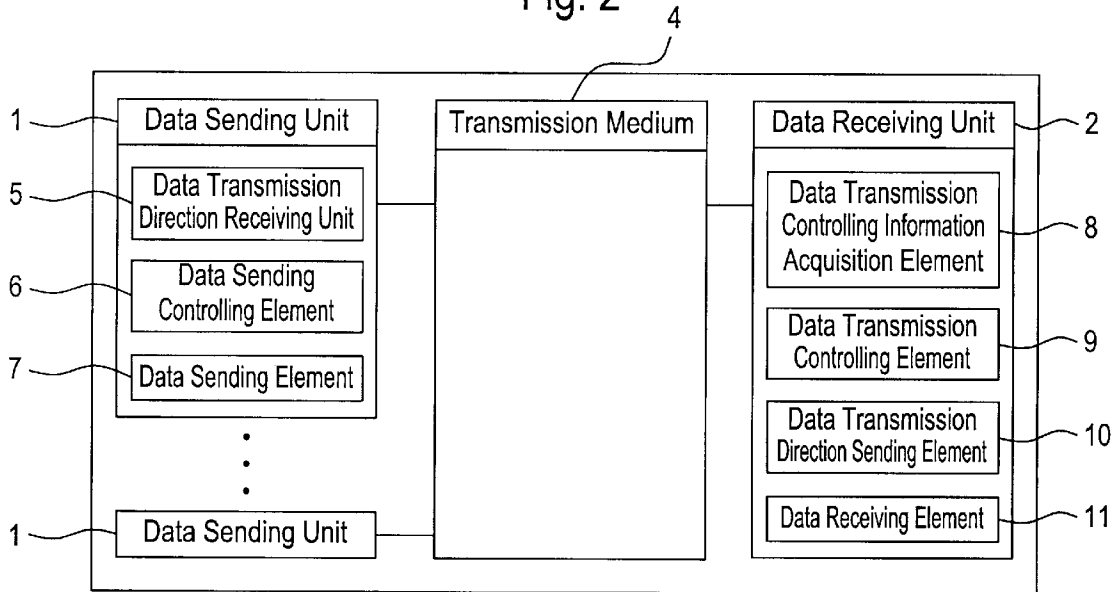 Fig. 2
4
1
Data Sending Unit
Transmission Medium
Data Receiving Unit
2
5
Data Transmission
Direction Receiving Unit
6
Data Sending
Controlling Element
7
Data Sending Element
Data Transmission
Controlling Information
Acquisition Element
8
Data Transmission
Controlling Element
9
Data Transmission
Direction Sending Element
10
1
Data Sending Unit
Data Receiving Element
11